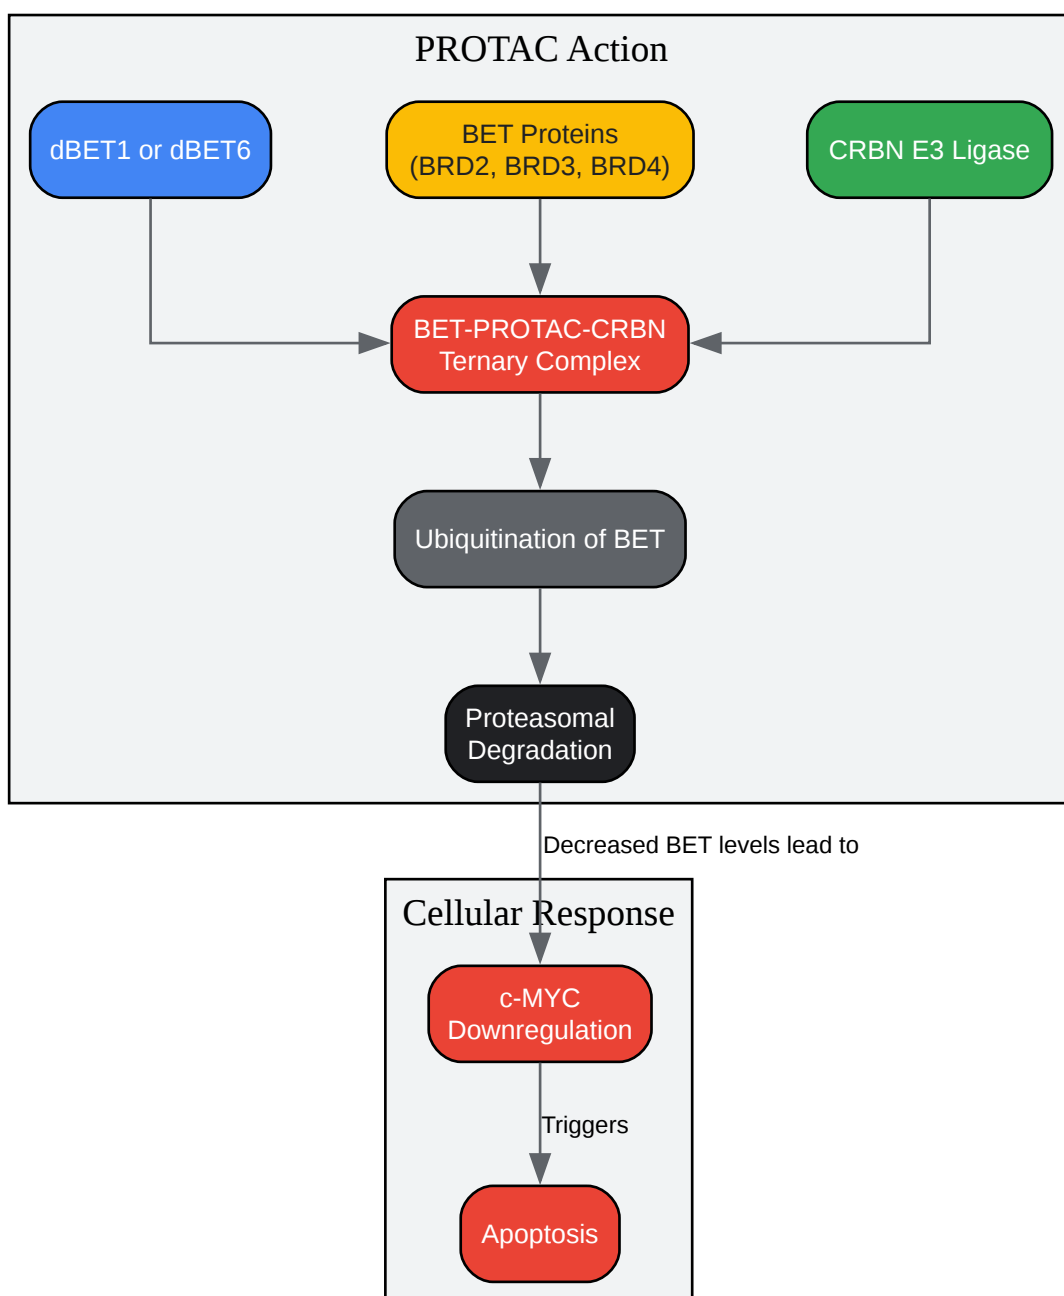 PROTAC Action
dBET1 or dBET6
BET Proteins
(BRD2, BRD3, BRD4)
CRBN E3 Ligase
BET-PROTAC-CRBN
Ternary Complex
Ubiquitination of BET
Proteasomal
Degradation
Decreased BET levels lead to
Cellular Response
c-MYC
Downregulation
Triggers
Apoptosis